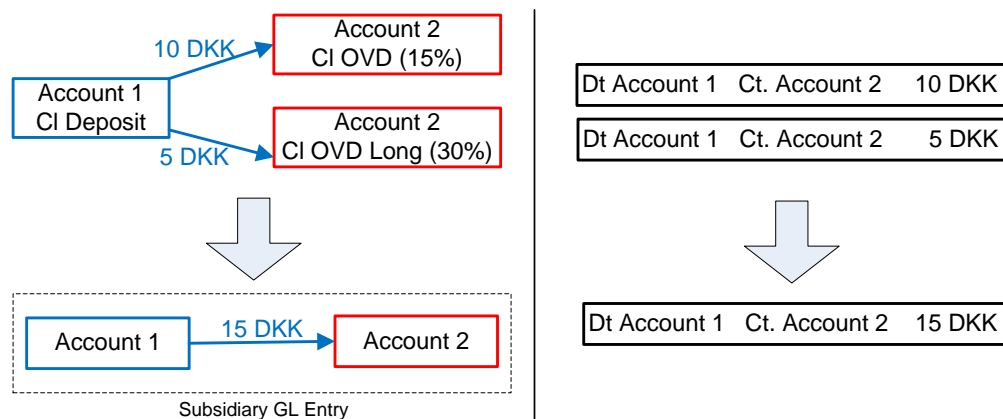 10 DKK
Account 2
Cl OVD (15%)
Account 1
Cl Deposit
5 DKK
Account 2
Cl OVD Long (30%)
Account 1
15 DKK
Account 2
Subsidiary GL Entry
Dt Account 1 Ct. Account 2 10 DKK
Dt Account 1 Ct. Account 2 5 DKK
Dt Account 1 Ct. Account 2 15 DKK